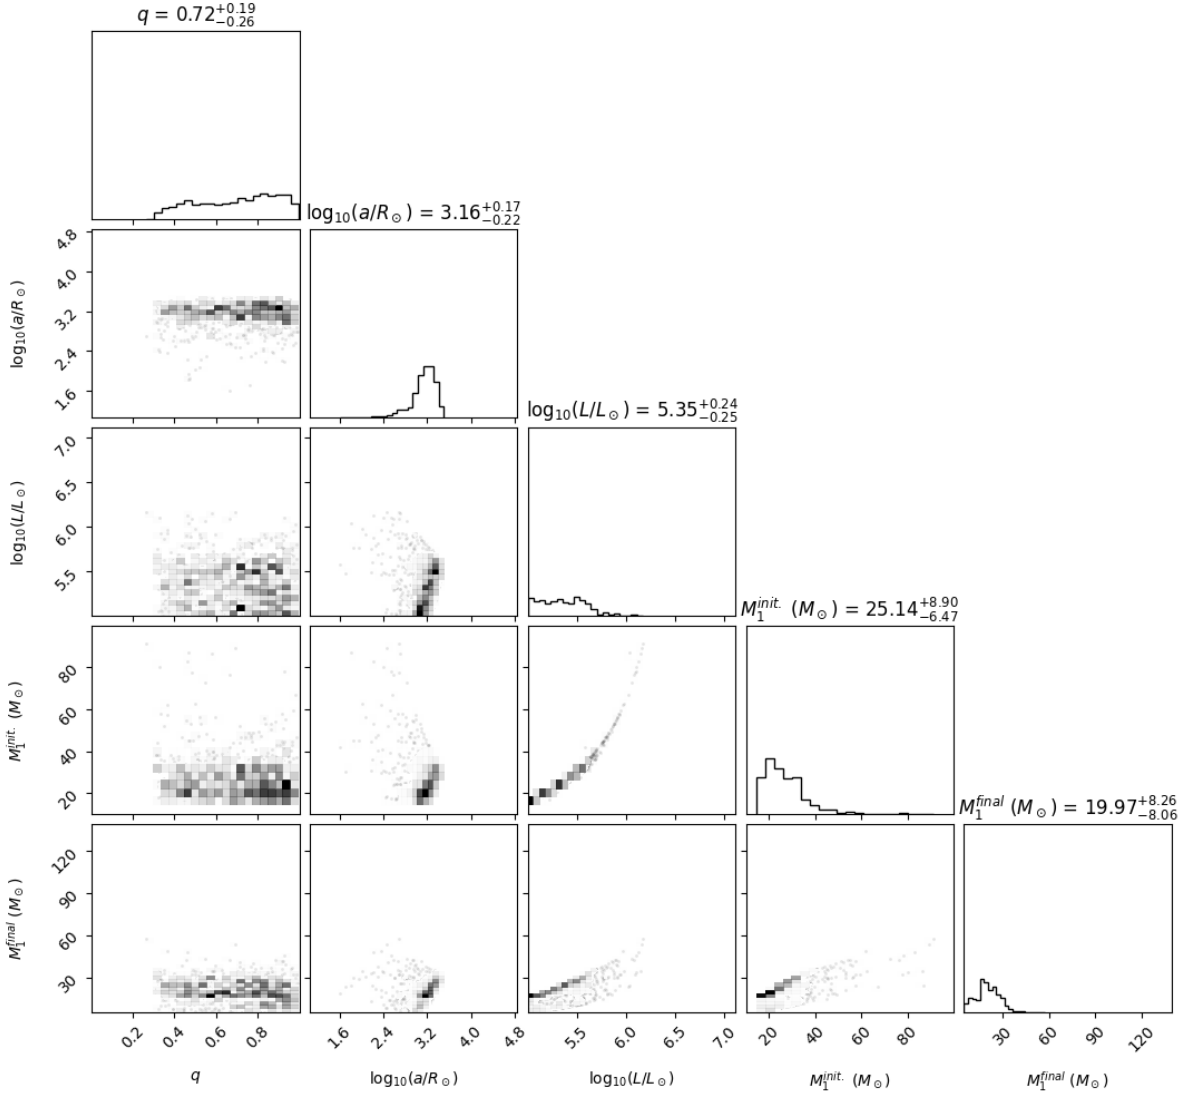 q = 0.72^{+0.19}_{-0.26}
log₁₀(a/R⊙) = 3.16^{+0.17}_{-0.22}
4.8
4.0
3.2
2.4
1.6
log₁₀(a/R⊙)
log₁₀(L/L⊙) = 5.35^{+0.24}_{-0.25}
7.0
6.5
6.0
5.5
log₁₀(L/L⊙)
M₁^{init.} (M⊙) = 25.14^{+8.90}_{-6.47}
80
60
40
20
M₁^{init.} (M⊙)
M₁^{final} (M⊙) = 19.97^{+8.26}_{-8.06}
120
90
60
30
M₁^{final} (M⊙)
0.2 0.4 0.6 0.8
1.6 2.4 3.2 4.0 4.8
5.5 6.0 6.5 7.0
20 40 60 80
30 60 90 120
q
log₁₀(a/R⊙)
log₁₀(L/L⊙)
M₁^{init.} (M⊙)
M₁^{final} (M⊙)